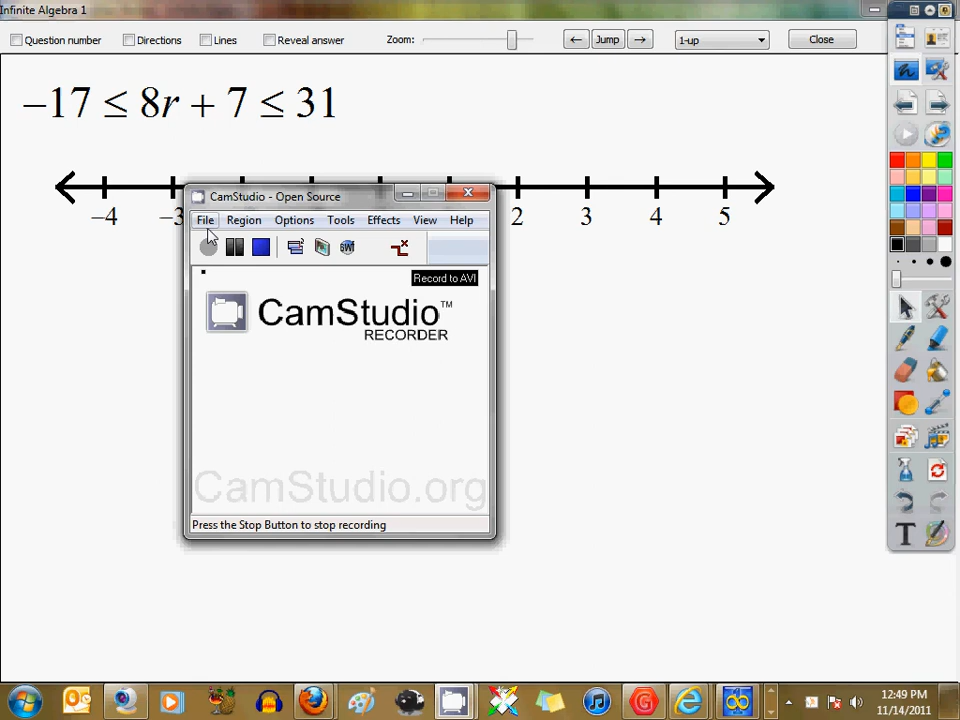 Infinite Algebra 1
Question number Directions Lines Reveal answer Zoom: Jump 1-up Close
−17 ≤ 8r + 7 ≤ 31
−4 −3 2 3 4 5
CamStudio - Open Source
File Region Options Tools Effects View Help
Record to AVI
CamStudio™
RECORDER
CamStudio.org
Press the Stop Button to stop recording
T
12:49 PM
11/14/2011